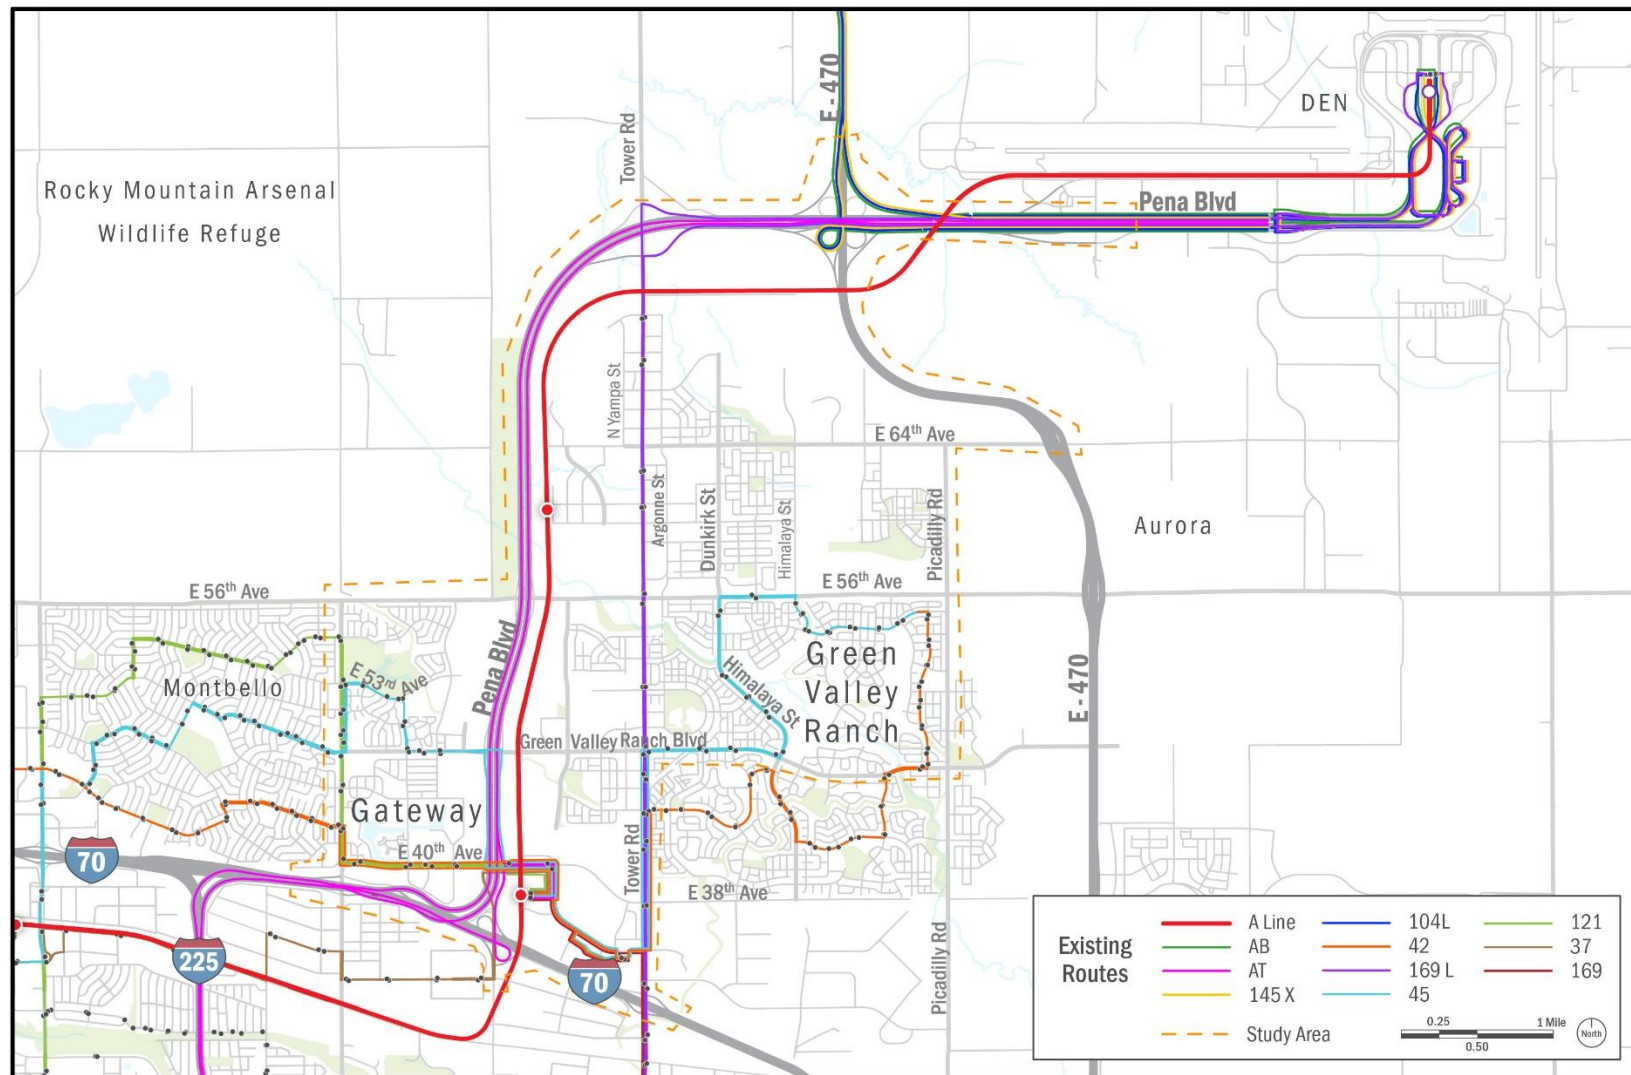 E - 470
DEN
Tower Rd
Rocky Mountain Arsenal
Wildlife Refuge
Pena Blvd
N Yampa St
E 64th Ave
Argonne St
Dunkirk St
Himalaya St
Picadilly Rd
Aurora
E 56th Ave
E 56th Ave
Pena Blvd
Green
Valley
Ranch
E 53rd Ave
Montbello
Himalaya St
E - 470
Green Valley Ranch Blvd
Gateway
70
E 40th Ave
Tower Rd
E 38th Ave
225
70
Picadilly Rd
Existing
Routes
A Line
AB
AT
145 X
104L
42
169 L
45
121
37
169
Study Area
0.25
1 Mile
0.50
North